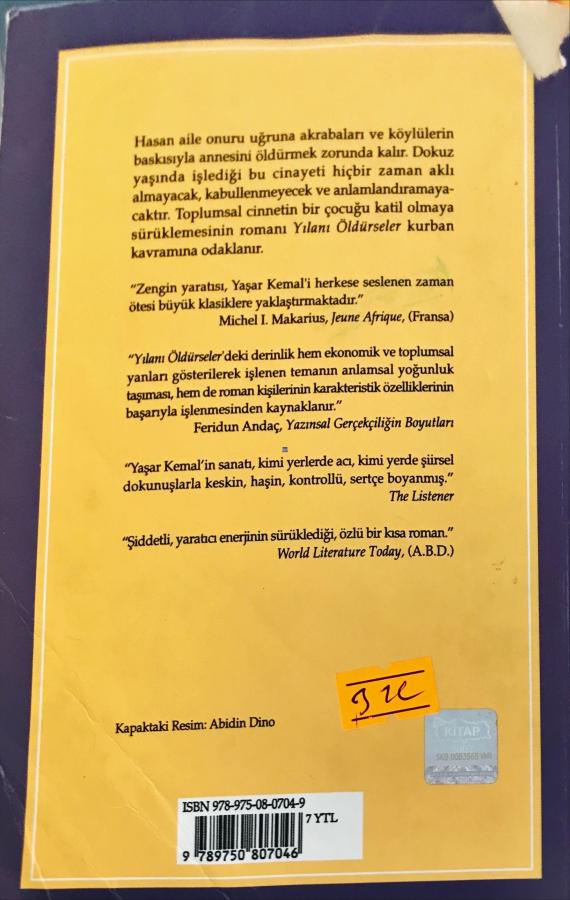 Hasan aile onuru uğruna akrabaları ve köylülerin
baskısıyla annesini öldürmek zorunda kalır. Dokuz
yaşında işlediği bu cinayeti hiçbir zaman aklı
almayacak, kabullenmeyecek ve anlamlandıramaya-
caktır. Toplumsal cinnetin bir çocuğu katil olmaya
sürüklemesinin romanı Yılanı Öldürseler kurban
kavramına odaklanır.
"Zengin yaratısı, Yaşar Kemal'i herkese seslenen zaman
ötesi büyük klasiklere yaklaştırmaktadır."
Michel I. Makarius, Jeune Afrique, (Fransa)
"Yılanı Öldürseler'deki derinlik hem ekonomik ve toplumsal
yanları gösterilerek işlenen temanın anlamsal yoğunluk
taşıması, hem de roman kişilerinin karakteristik özelliklerinin
başarıyla işlenmesinden kaynaklanır."
Feridun Andaç, Yazınsal Gerçekçiliğin Boyutları
"Yaşar Kemal'in sanatı, kimi yerlerde acı, kimi yerde şiirsel
dokunuşlarla keskin, haşin, kontrollü, sertçe boyanmış."
The Listener
"Şiddetli, yaratıcı enerjinin sürüklediği, özlü bir kısa roman."
World Literature Today, (A.B.D.)
Kapaktaki Resim: Abidin Dino
KİTAP
ISBN 978-975-08-0704-9
7 YTL
9 789750 807046